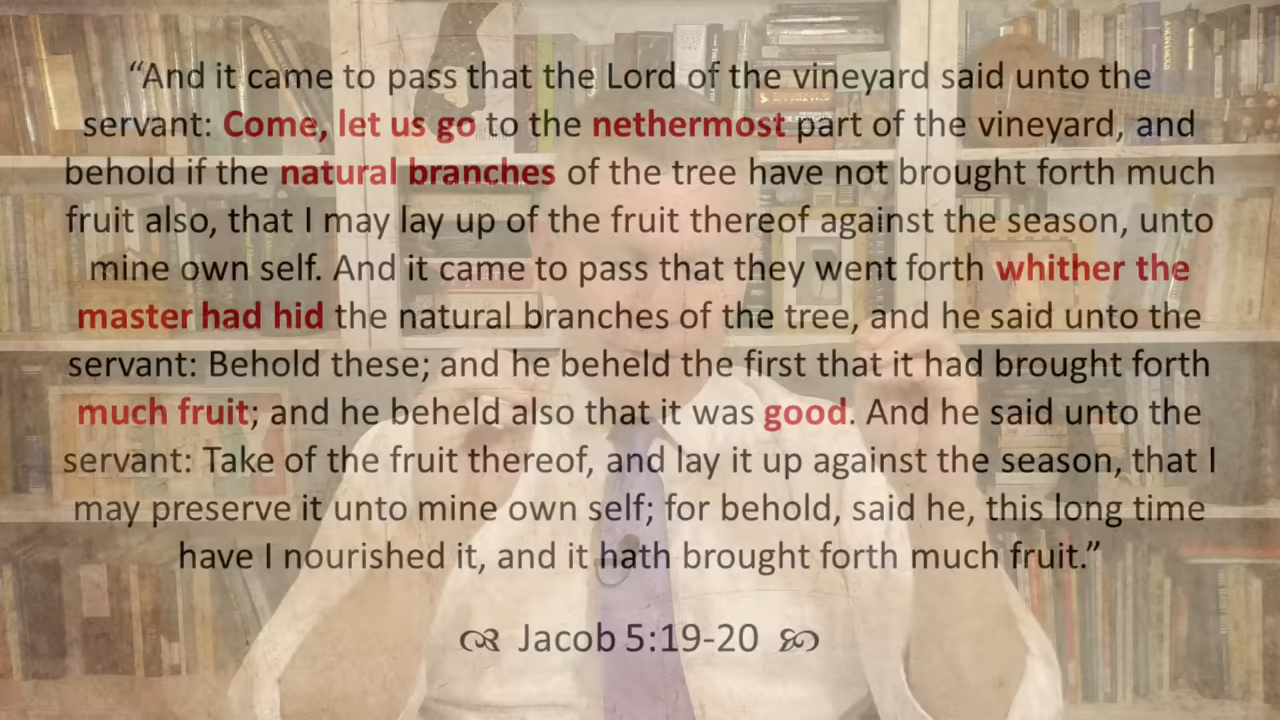 “And it came to pass that the Lord of the vineyard said unto the
servant: Come, let us go to the nethermost part of the vineyard, and
behold if the natural branches of the tree have not brought forth much
fruit also, that I may lay up of the fruit thereof against the season, unto
mine own self. And it came to pass that they went forth whither the
master had hid the natural branches of the tree, and he said unto the
servant: Behold these; and he beheld the first that it had brought forth
much fruit; and he beheld also that it was good. And he said unto the
servant: Take of the fruit thereof, and lay it up against the season, that I
may preserve it unto mine own self; for behold, said he, this long time
have I nourished it, and it hath brought forth much fruit.”
Jacob 5:19-20